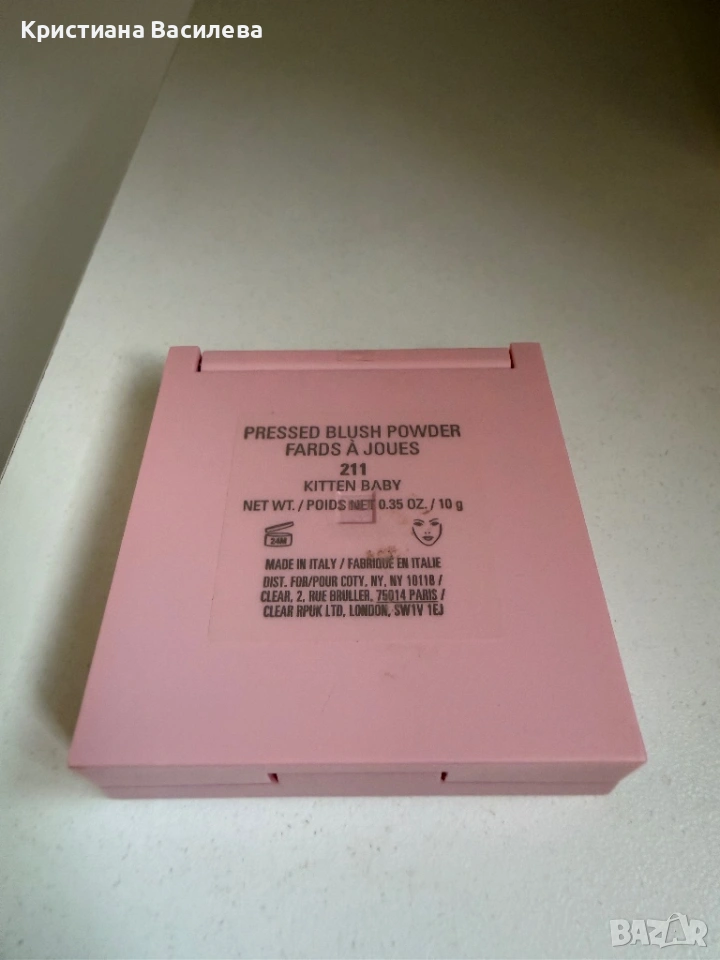 Кристиана Василева
PRESSED BLUSH POWDER
FARDS À JOUES
211
KITTEN BABY
NET WT. / POIDS NET 0.35 OZ. / 10 g
24M
MADE IN ITALY / FABRIQUÉ EN ITALIE
DIST. FOR/POUR COTY, NY, NY 10118 /
CLEAR, 2, RUE BRULLER, 75014 PARIS /
CLEAR RPUK LTD, LONDON, SW1V 1EJ
BAZAR